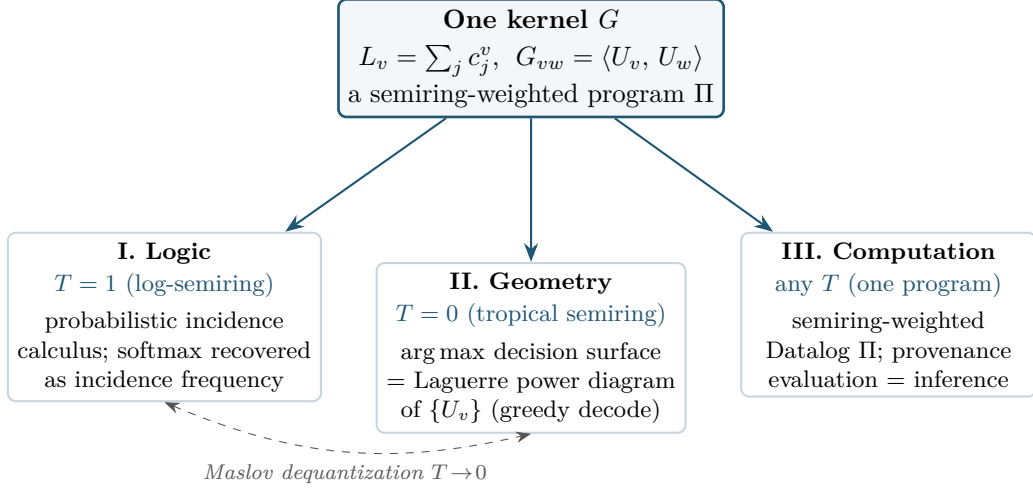 One kernel G
L_v = ∑_j c_j^v, G_{vw} = ⟨U_v, U_w⟩
a semiring-weighted program Π
I. Logic
T = 1 (log-semiring)
probabilistic incidence
calculus; softmax recovered
as incidence frequency
II. Geometry
T = 0 (tropical semiring)
arg max decision surface
= Laguerre power diagram
of {U_v} (greedy decode)
III. Computation
any T (one program)
semiring-weighted
Datalog Π; provenance
evaluation = inference
Maslov dequantization T→0